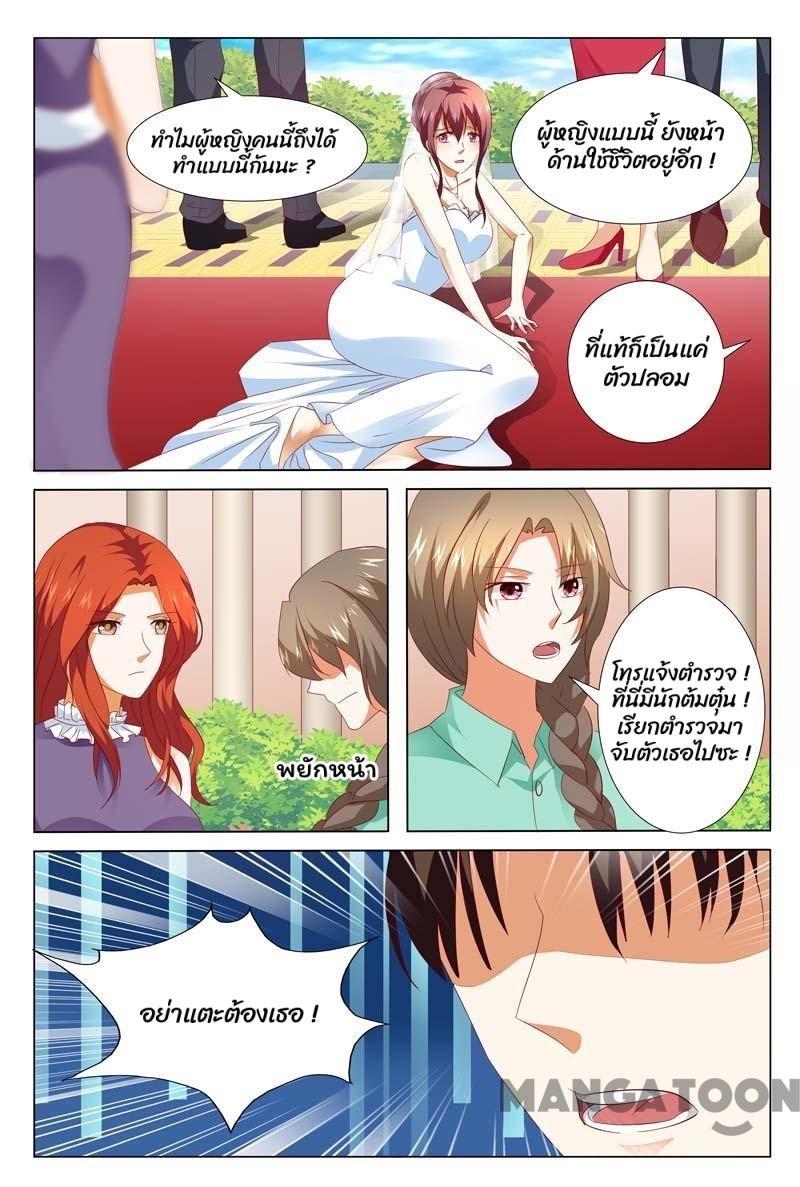 ทำไมผู้หญิงคนนี้ถึงได้
ทำแบบนี้กันนะ ?
ผู้หญิงแบบนี้ ยังหน้า
ด้านใช้ชีวิตอยู่อีก !
ที่แท้ก็เป็นแค่
ตัวปลอม
พยักหน้า
โทรแจ้งตำรวจ !
ที่นี่มีนักต้มตุ๋น !
เรียกตำรวจมา
จับตัวเธอไปซะ !
อย่าแตะต้องเธอ !
MANGATOON